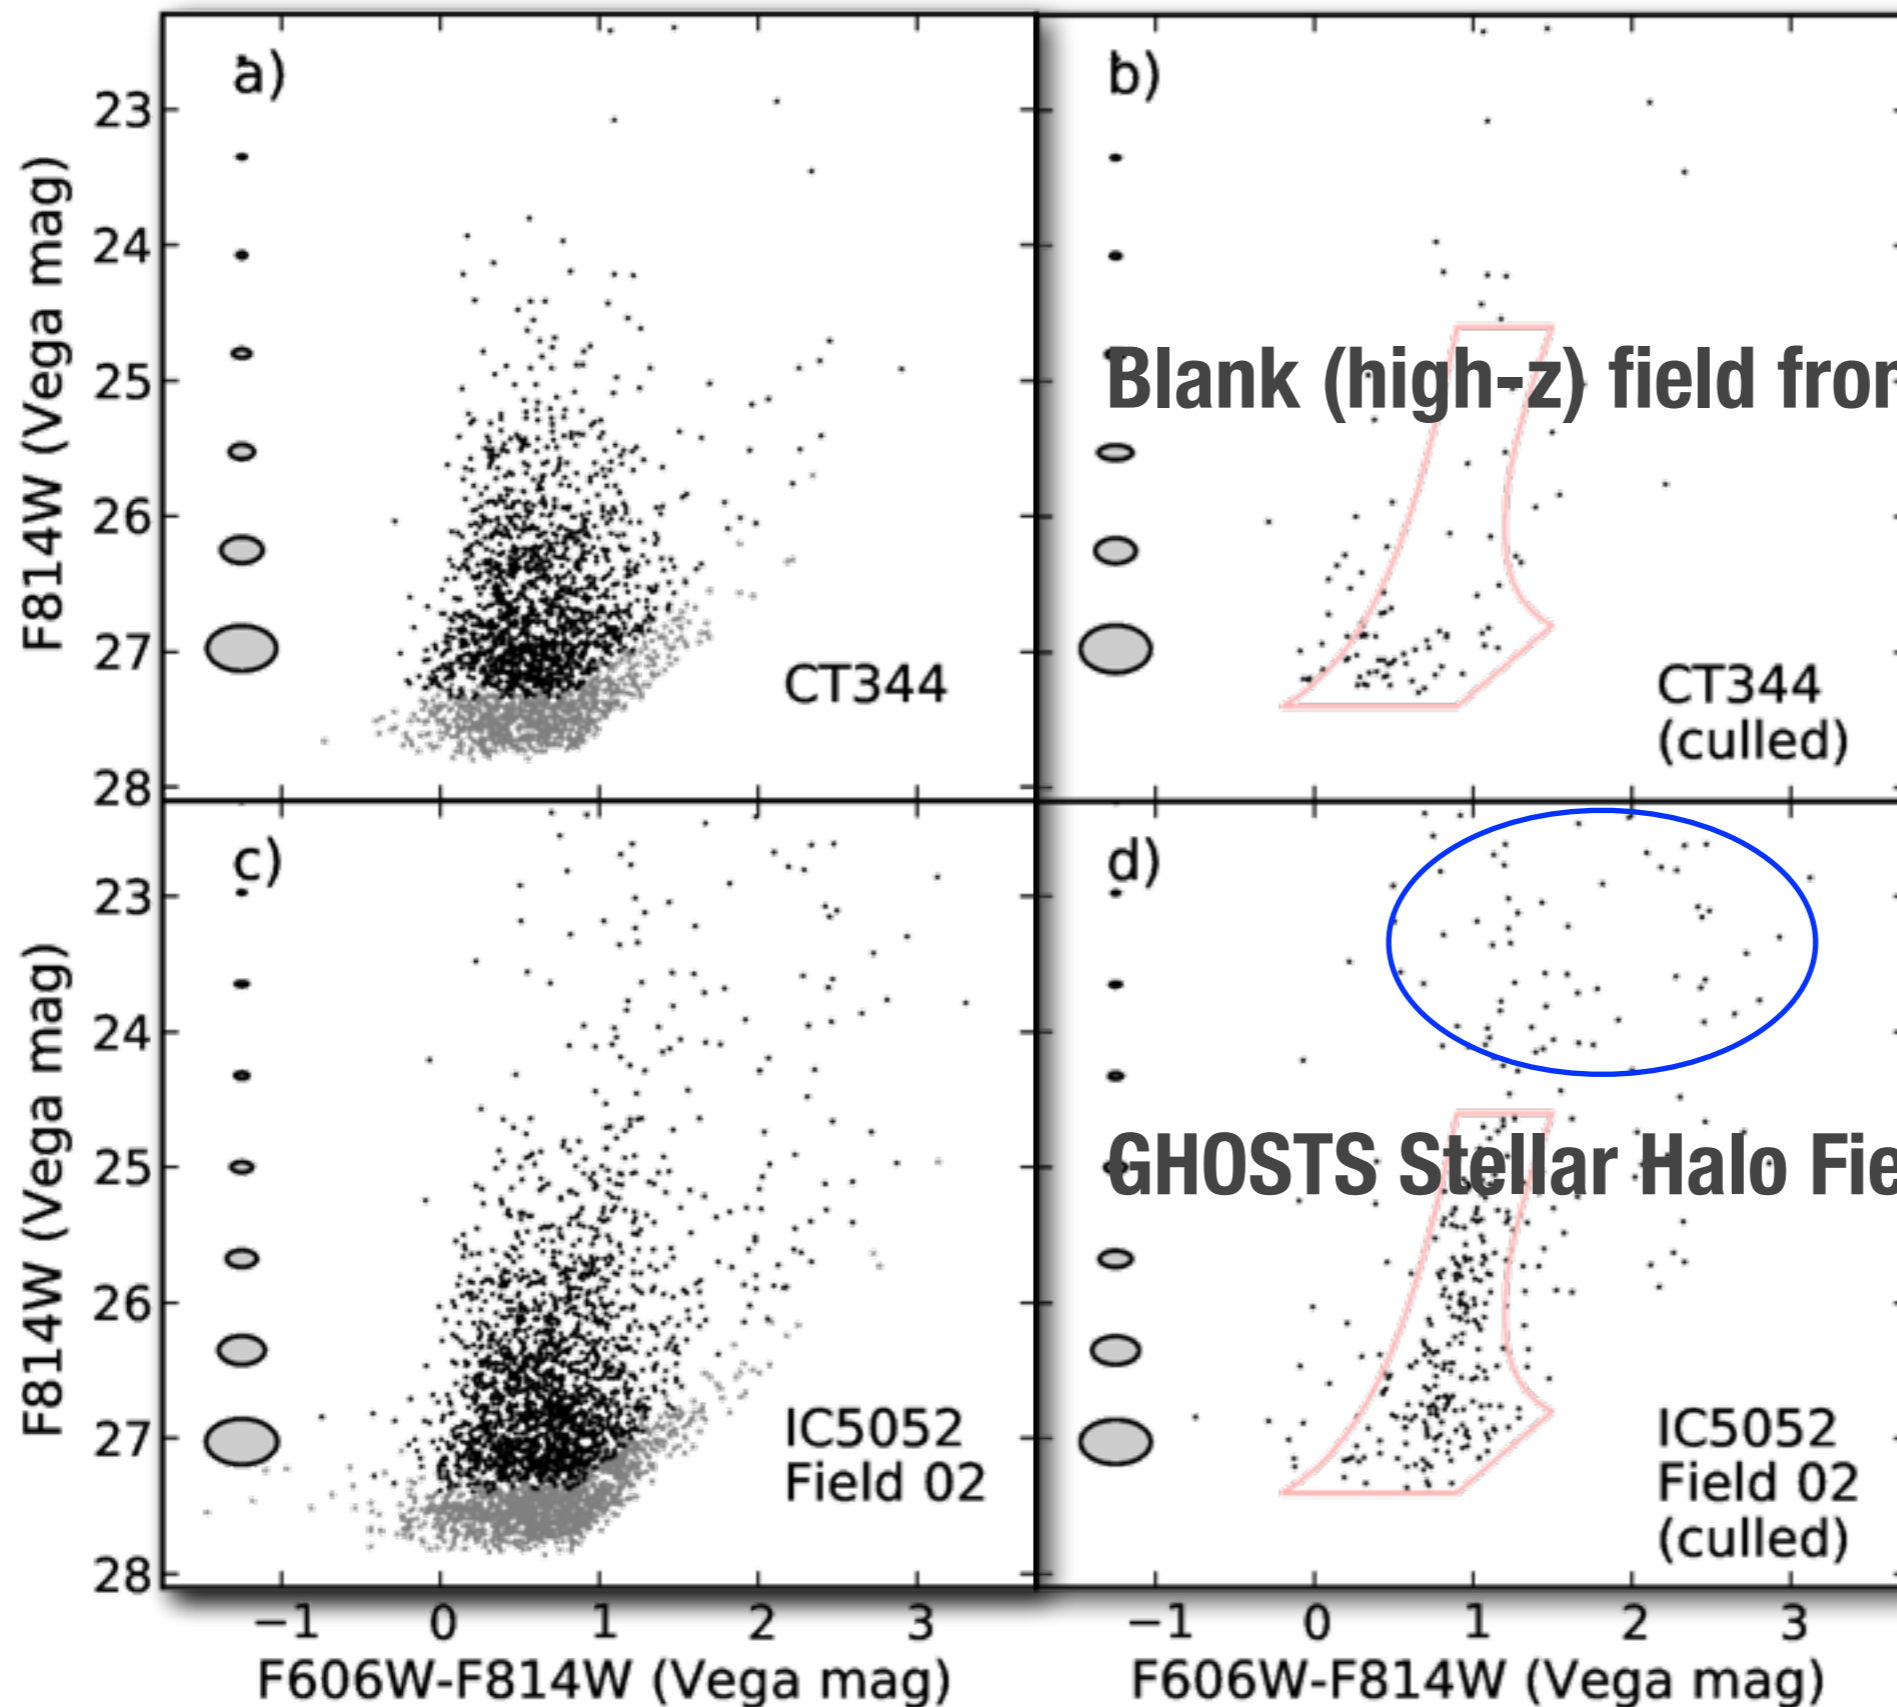 a)
b)
23
24
25
26
27
28
F814W (Vega mag)
Blank (high-z) field
CT344
CT344
(culled)
c)
d)
23
24
25
26
27
28
F814W (Vega mag)
GHOSTS Stellar Halo
IC5052
Field 02
IC5052
Field 02
(culled)
−1 0 1 2 3
−1 0 1 2 3
F606W-F814W (Vega mag)
F606W-F814W (Vega mag)